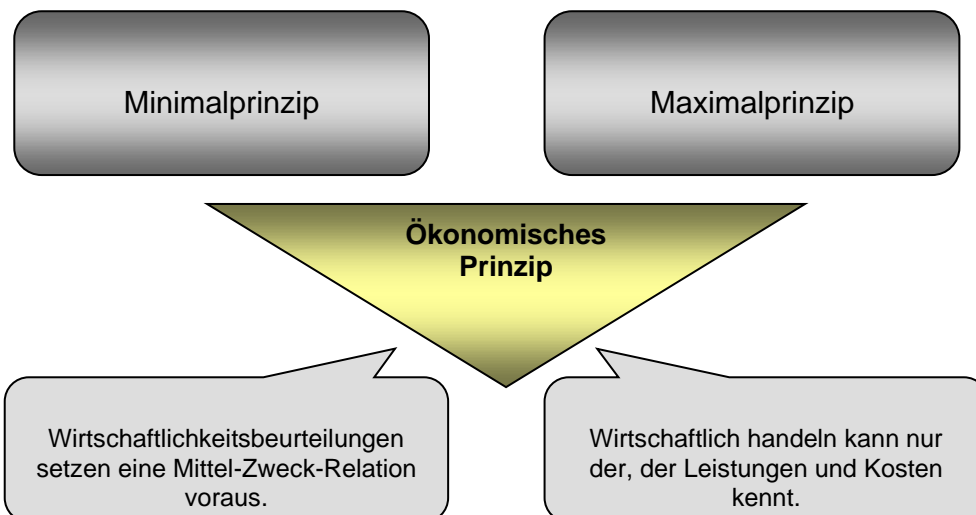 Minimalprinzip
Maximalprinzip
Ökonomisches
Prinzip
Wirtschaftlichkeitsbeurteilungen
setzen eine Mittel-Zweck-Relation
voraus.
Wirtschaftlich handeln kann nur
der, der Leistungen und Kosten
kennt.